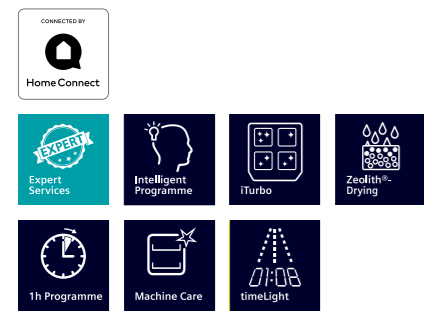 CONNECTED BY
Home Connect
EXPERT
Expert
Services
Intelligent
Programme
iTurbo
Zeolith®-
Drying
1h Programme
Machine Care
01:08
timeLight